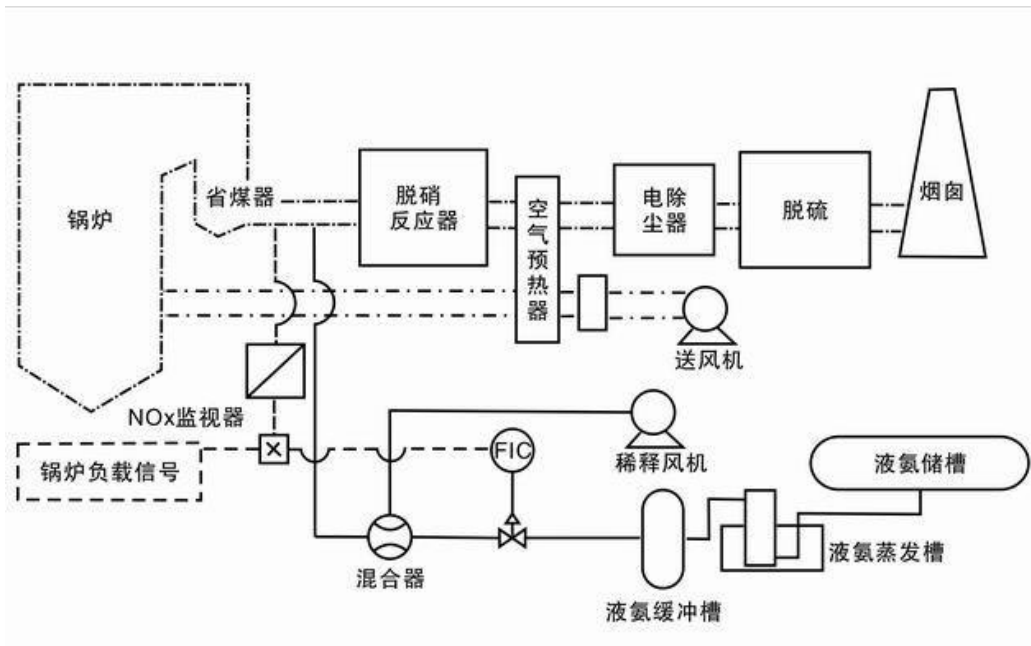 锅炉
省煤器
脱硝
反应器
空
气
预
热
器
电除
尘器
脱硫
烟囱
送风机
NOx监视器
锅炉负载信号
×
FIC
稀释风机
混合器
液氨缓冲槽
液氨蒸发槽
液氨储槽